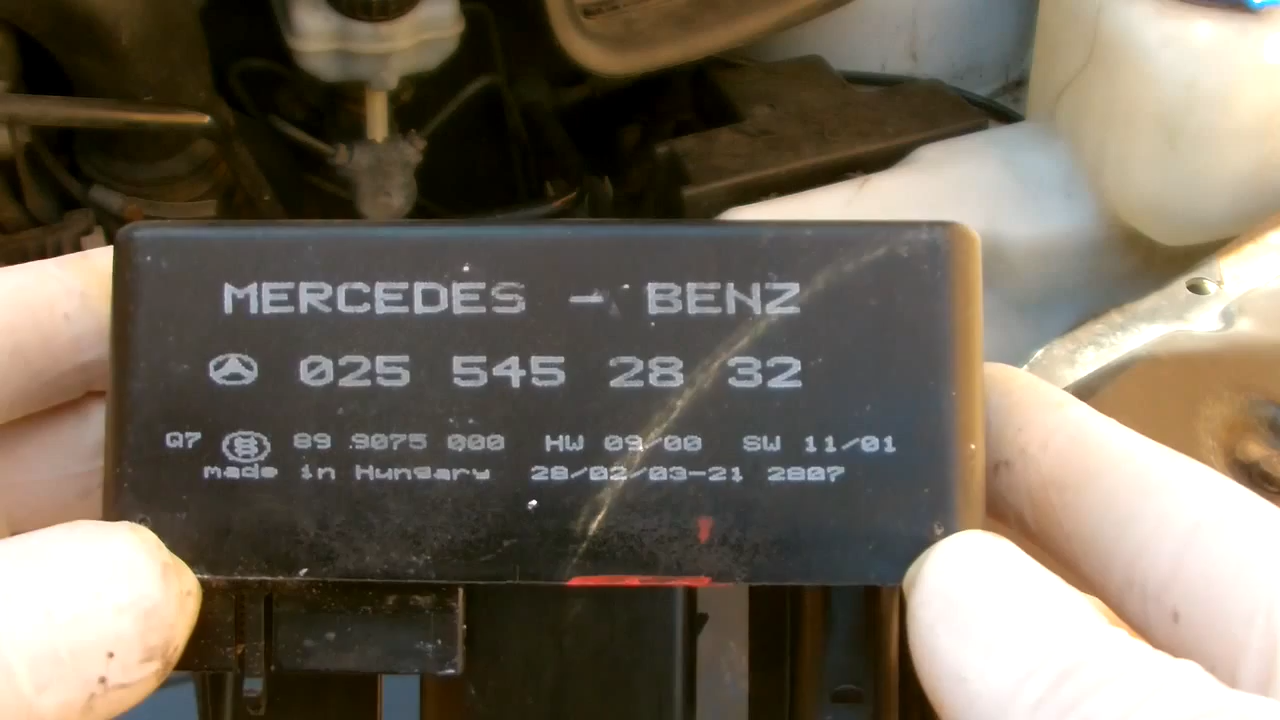 MERCEDES - BENZ
025 545 28 32
Q7 89 9075 000 HW 09/00 SW 11/01
made in Hungary 28/02/03-21 2807